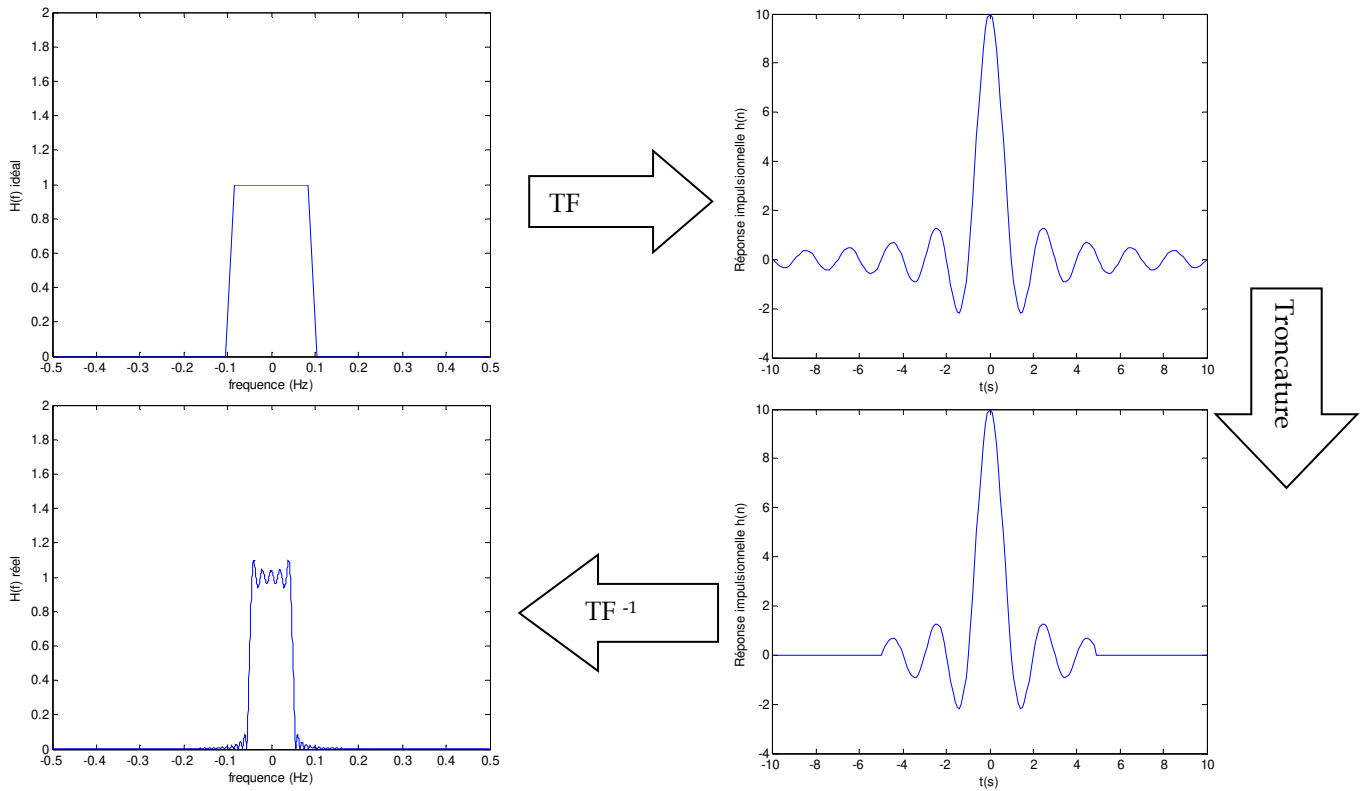 2
1.8
1.6
1.4
1.2
1
0.8
0.6
0.4
0.2
0
H(f) idéal
-0.5 -0.4 -0.3 -0.2 -0.1 0 0.1 0.2 0.3 0.4 0.5
frequence (Hz)
TF
10
8
6
4
2
0
-2
-4
Réponse impulsionnelle h(n)
-10 -8 -6 -4 -2 0 2 4 6 8 10
t(s)
Troncature
10
8
6
4
2
0
-2
-4
Réponse impulsionnelle h(n)
-10 -8 -6 -4 -2 0 2 4 6 8 10
t(s)
TF -1
2
1.8
1.6
1.4
1.2
1
0.8
0.6
0.4
0.2
0
H(f) réel
-0.5 -0.4 -0.3 -0.2 -0.1 0 0.1 0.2 0.3 0.4 0.5
frequence (Hz)